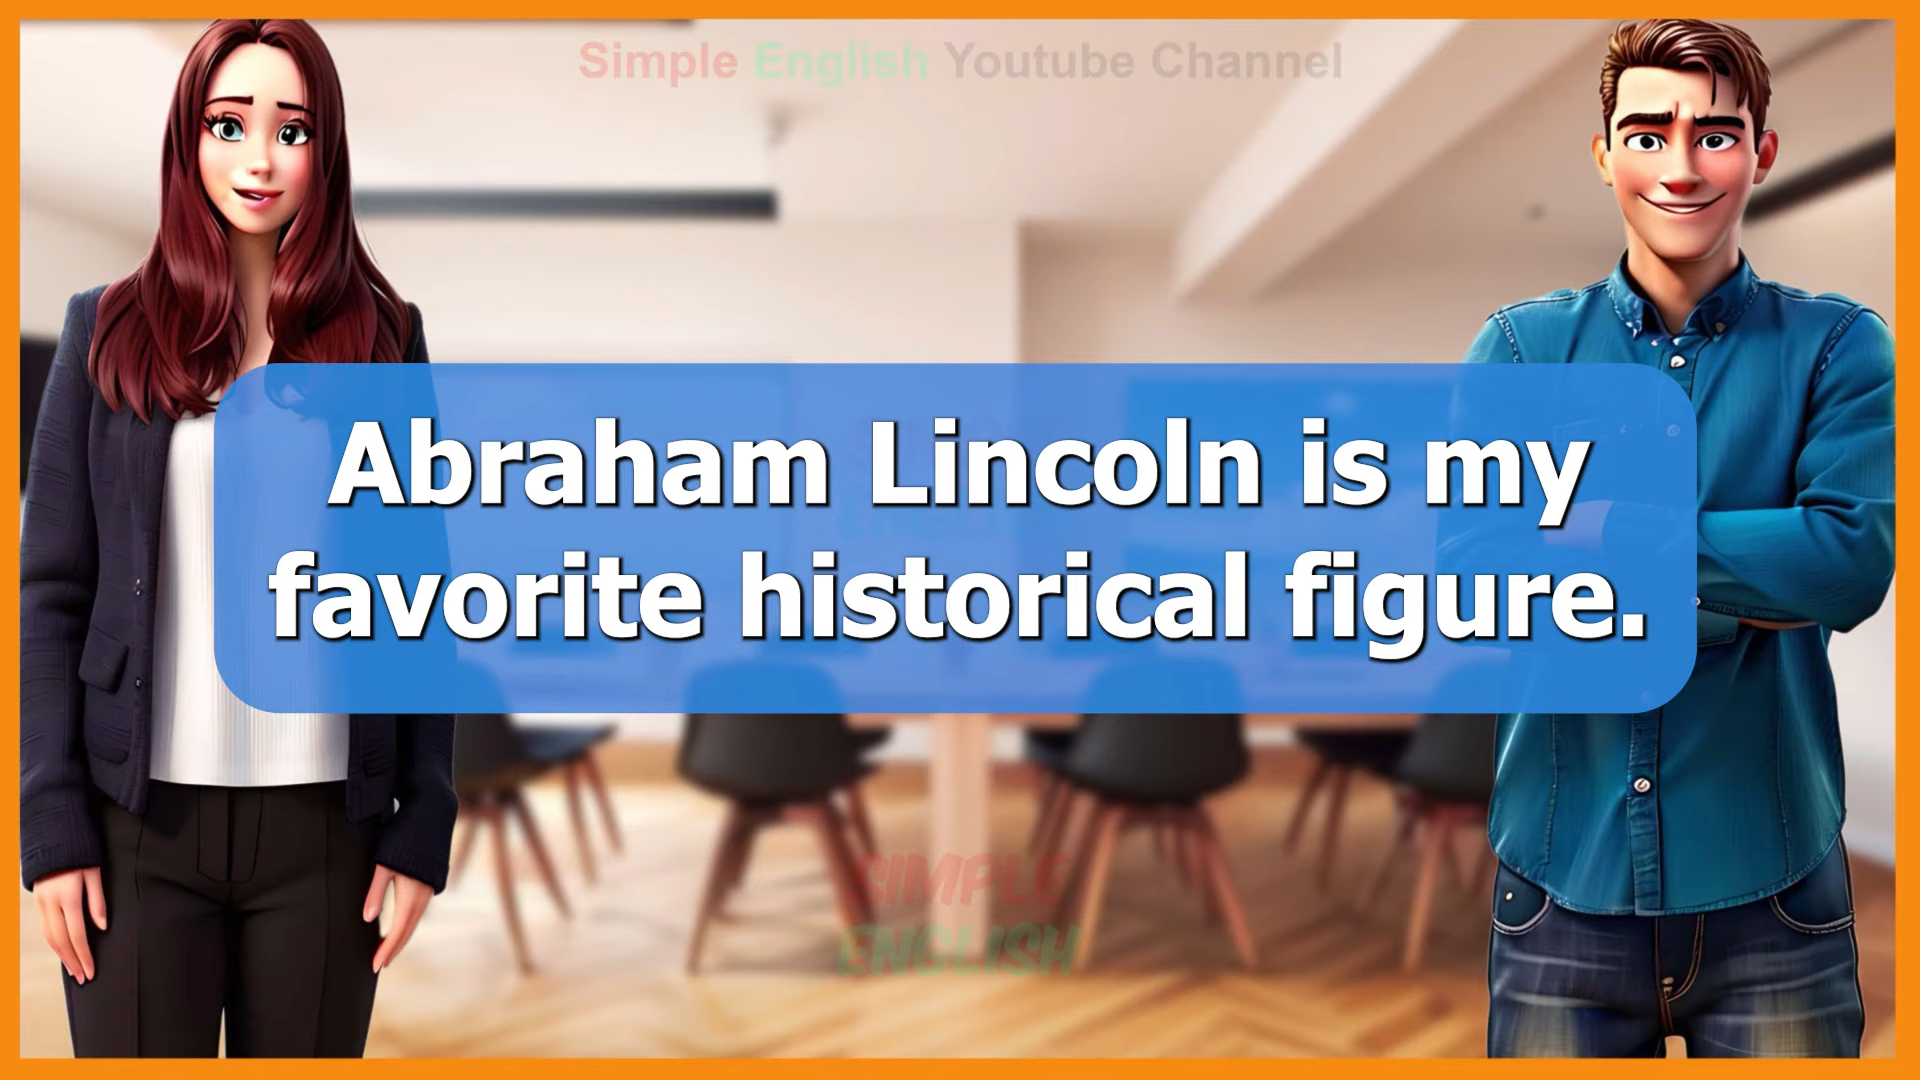 Simple English Youtube Channel
Abraham Lincoln is my
favorite historical figure.
SIMPLE
ENGLISH